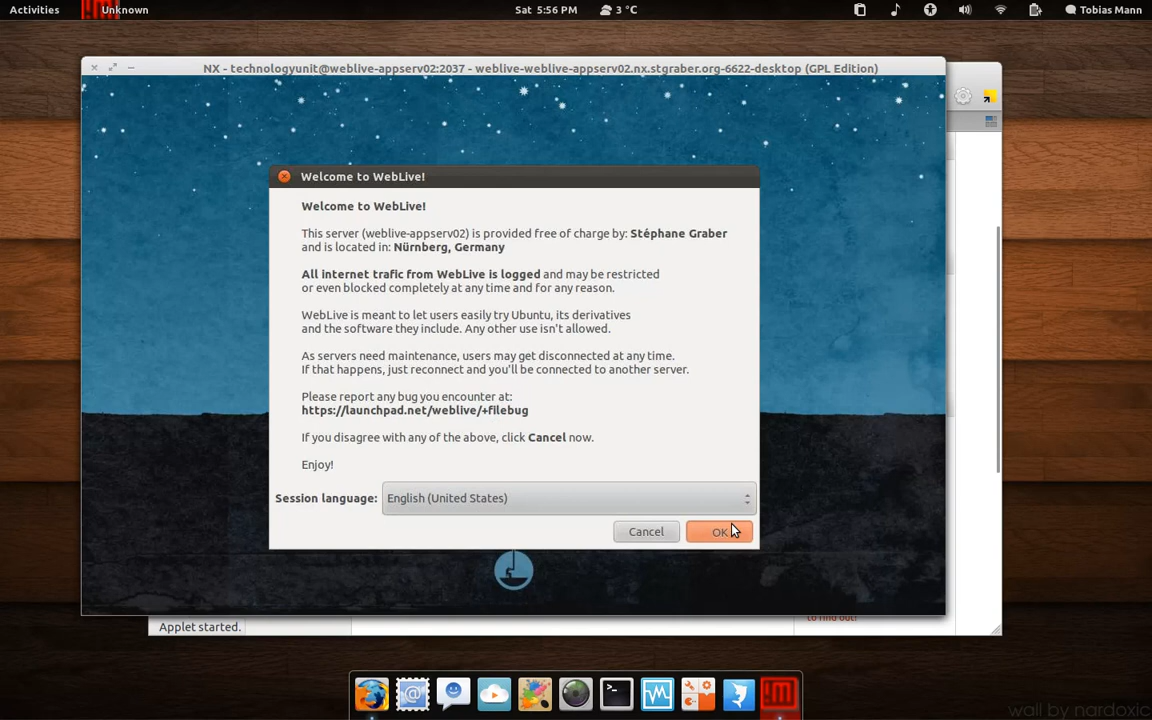 Activities
Unknown
Sat 5:56 PM
3 °C
Tobias Mann
NX - technologyunit@weblive-appserv02:2037 - weblive-weblive-appserv02.nx.stgraber.org-6622-desktop (GPL Edition)
Welcome to WebLive!
Welcome to WebLive!
This server (weblive-appserv02) is provided free of charge by: Stéphane Graber
and is located in: Nürnberg, Germany
All internet trafic from WebLive is logged and may be restricted
or even blocked completely at any time and for any reason.
WebLive is meant to let users easily try Ubuntu, its derivatives
and the software they include. Any other use isn't allowed.
As servers need maintenance, users may get disconnected at any time.
If that happens, just reconnect and you'll be connected to another server.
Please report any bug you encounter at:
https://launchpad.net/weblive/+filebug
If you disagree with any of the above, click Cancel now.
Enjoy!
Session language: English (United States)
Cancel OK
to find out!
Applet started.
wall by nardoxic